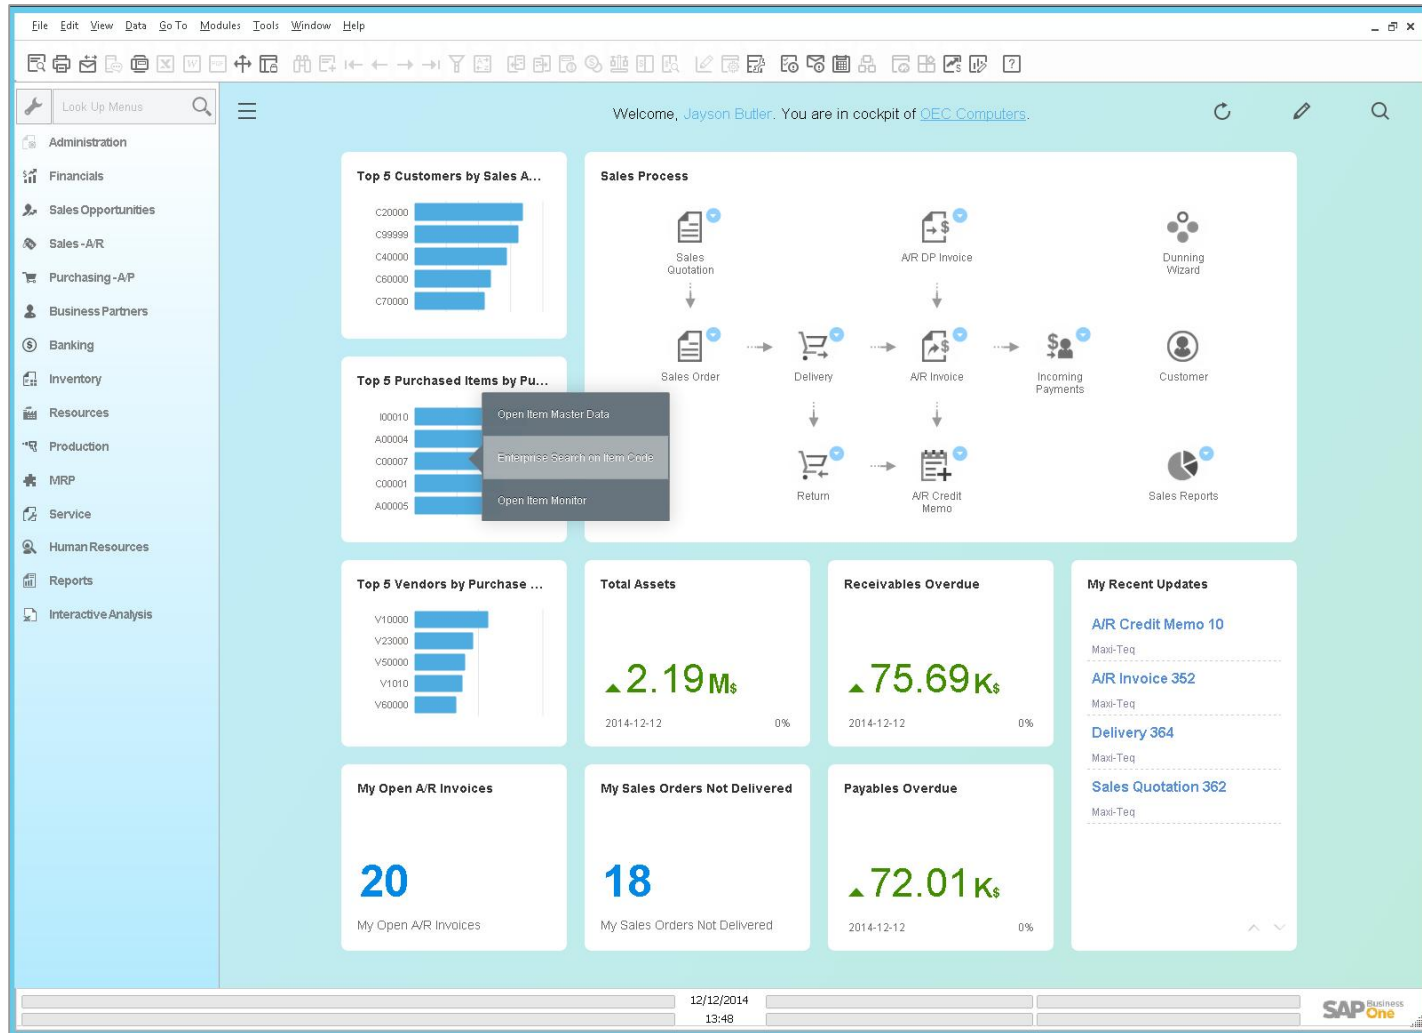 File Edit View Data Go To Modules Tools Window Help
Look Up Menus
Welcome, Jayson Butler. You are in cockpit of OEC Computers.
Administration
Financials
Sales Opportunities
Sales - A/R
Purchasing - A/P
Business Partners
Banking
Inventory
Resources
Production
MRP
Service
Human Resources
Reports
Interactive Analysis
Top 5 Customers by Sales A...
C20000
C99999
C40000
C60000
C70000
Sales Process
Sales
Quotation
A/R DP Invoice
Dunning
Wizard
Sales Order
Delivery
A/R Invoice
Incoming
Payments
Customer
Return
A/R Credit
Memo
Sales Reports
Top 5 Purchased Items by Pu...
I00010
A00004
C00007
C00001
A00005
Open Item Master Data
Enterprise Search on Item Code
Open Item Monitor
Top 5 Vendors by Purchase ...
V10000
V23000
V50000
V1010
V60000
Total Assets
2.19 M$
2014-12-12 0%
Receivables Overdue
75.69 K$
2014-12-12 0%
My Recent Updates
A/R Credit Memo 10
Maxi-Teq
A/R Invoice 352
Maxi-Teq
Delivery 364
Maxi-Teq
Sales Quotation 362
Maxi-Teq
My Open A/R Invoices
20
My Open A/R Invoices
My Sales Orders Not Delivered
18
My Sales Orders Not Delivered
Payables Overdue
72.01 K$
2014-12-12 0%
12/12/2014
13:48
SAP Business One